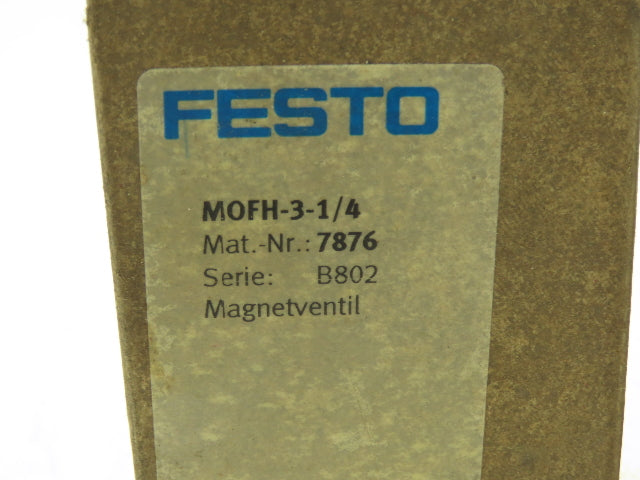 FESTO
MOFH-3-1/4
Mat.-Nr.: 7876
Serie: B802
Magnetventil